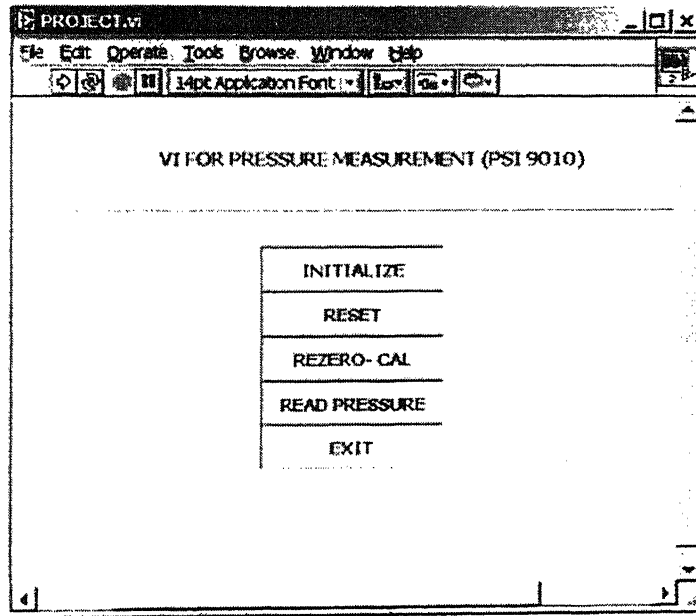 PROJECT.vi
File Edit Operate Tools Browse Window Help
14pt Application Font
VI FOR PRESSURE MEASUREMENT (PSI 9010)
INITIALIZE
RESET
REZERO- CAL
READ PRESSURE
EXIT